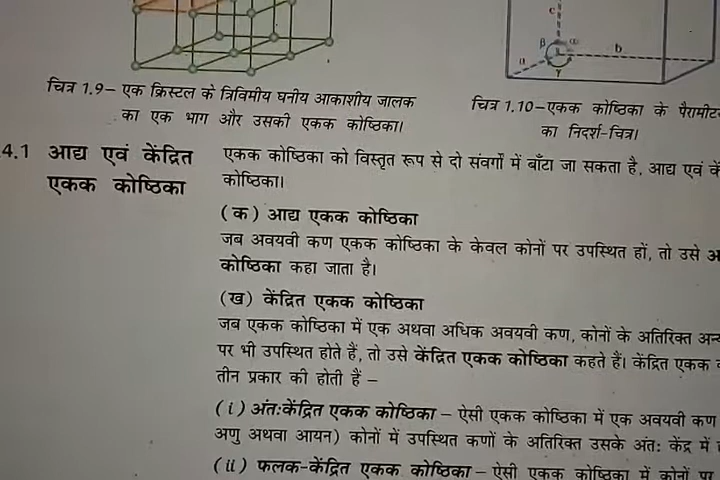 c
β α b
a γ
चित्र 1.9– एक क्रिस्टल के त्रिविमीय घनीय आकाशीय जालक
का एक भाग और उसकी एकक कोष्ठिका।
चित्र 1.10–एकक कोष्ठिका के
का निदर्श-चित्र।
4.1 आद्य एवं केंद्रित
एकक कोष्ठिका
एकक कोष्ठिका को विस्तृत रूप से दो संवर्गों में बाँटा जा सकता है, आद्य एवं
कोष्ठिका।
(क) आद्य एकक कोष्ठिका
जब अवयवी कण एकक कोष्ठिका के केवल कोनों पर उपस्थित हों, तो उसे
कोष्ठिका कहा जाता है।
(ख) केंद्रित एकक कोष्ठिका
जब एकक कोष्ठिका में एक अथवा अधिक अवयवी कण, कोनों के अतिरिक्त
पर भी उपस्थित होते हैं, तो उसे केंद्रित एकक कोष्ठिका कहते हैं। केंद्रित एकक
तीन प्रकार की होती हैं –
(i) अंतःकेंद्रित एकक कोष्ठिका – ऐसी एकक कोष्ठिका में एक अवयवी कण
अणु अथवा आयन) कोनों में उपस्थित कणों के अतिरिक्त उसके अंतः केंद्र में
(ii) फलक-केंद्रित एकक कोष्ठिका – ऐसी एकक कोष्ठिका में कोनों पर